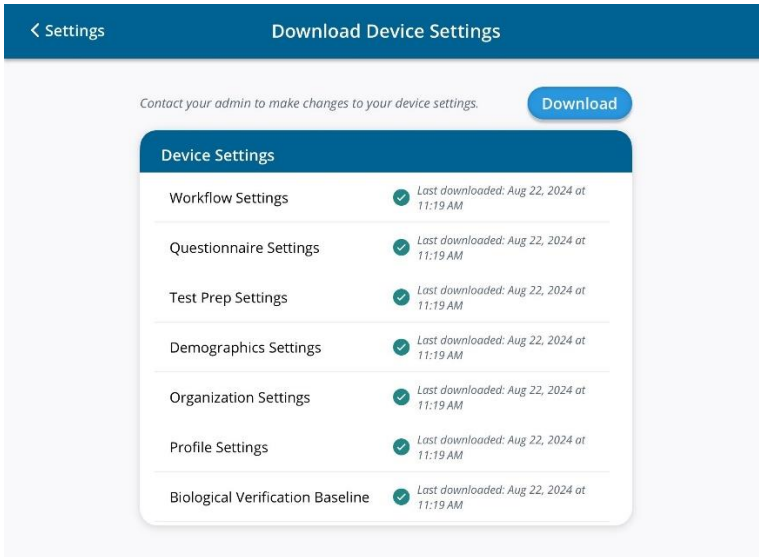 Settings
Download Device Settings
Contact your admin to make changes to your device settings.
Download
Device Settings
Workflow Settings
Last downloaded: Aug 22, 2024 at
11:19 AM
Questionnaire Settings
Last downloaded: Aug 22, 2024 at
11:19 AM
Test Prep Settings
Last downloaded: Aug 22, 2024 at
11:19 AM
Demographics Settings
Last downloaded: Aug 22, 2024 at
11:19 AM
Organization Settings
Last downloaded: Aug 22, 2024 at
11:19 AM
Profile Settings
Last downloaded: Aug 22, 2024 at
11:19 AM
Biological Verification Baseline
Last downloaded: Aug 22, 2024 at
11:19 AM